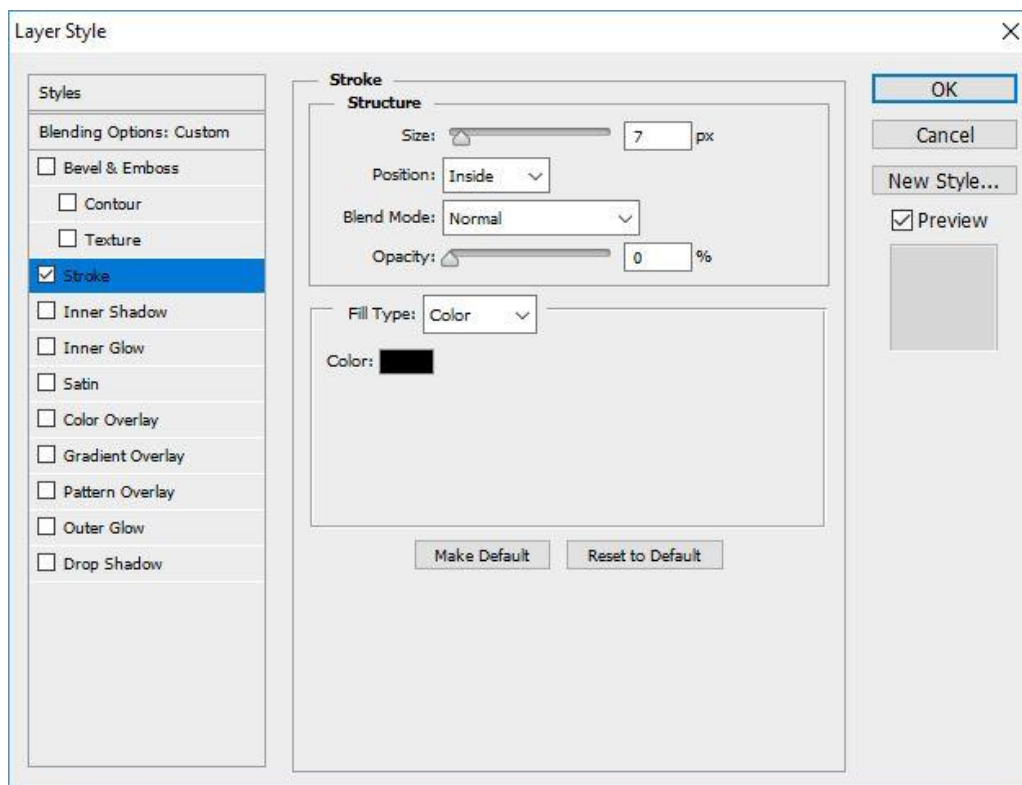 Layer Style
Styles
Blending Options: Custom
Bevel & Emboss
Contour
Texture
Stroke
Inner Shadow
Inner Glow
Satin
Color Overlay
Gradient Overlay
Pattern Overlay
Outer Glow
Drop Shadow
Stroke
Structure
Size: 7 px
Position: Inside
Blend Mode: Normal
Opacity: 0 %
Fill Type: Color
Color:
Make Default Reset to Default
OK
Cancel
New Style...
Preview